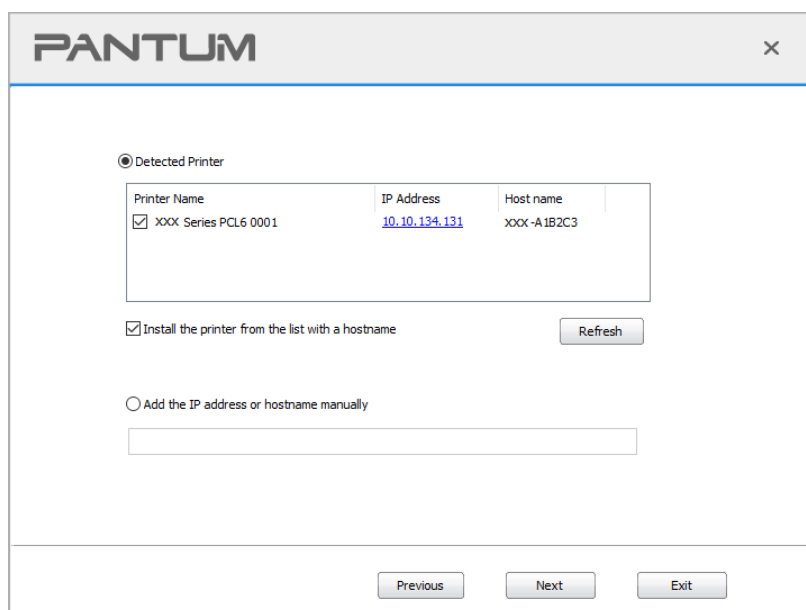 PANTUM
Detected Printer
Printer Name IP Address Host name
XXX Series PCL6 0001 10.10.134.131 XXX-A1B2C3
Install the printer from the list with a hostname
Refresh
Add the IP address or hostname manually
Previous Next Exit